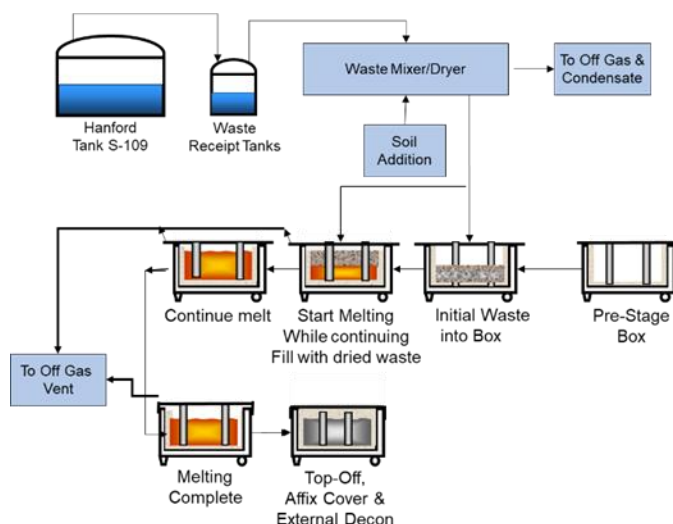 Hanford
Tank S-109
Waste
Receipt Tanks
Waste Mixer/Dryer
To Off Gas &
Condensate
Soil
Addition
Continue melt
Start Melting
While continuing
Fill with dried waste
Initial Waste
into Box
Pre-Stage
Box
To Off Gas
Vent
Melting
Complete
Top-Off,
Affix Cover &
External Decon